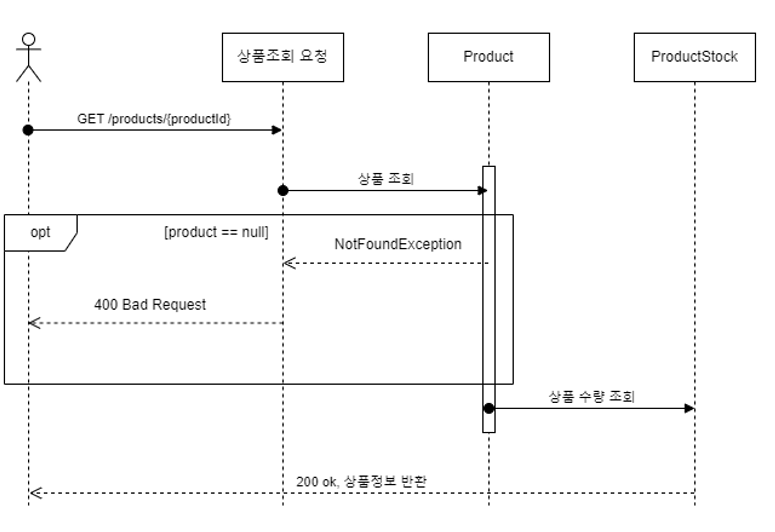 상품조회 요청
Product
ProductStock
GET /products/{productId}
상품 조회
opt
[product == null]
NotFoundException
400 Bad Request
상품 수량 조회
200 ok, 상품정보 반환